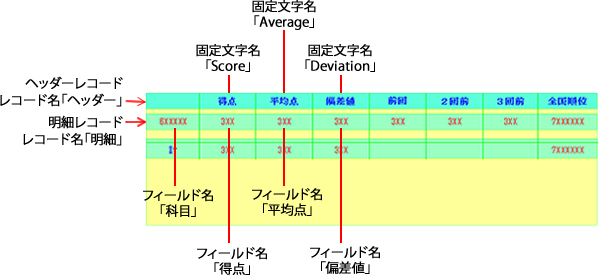 固定文字名
「Average」
固定文字名
「Score」
固定文字名
「Deviation」
ヘッダーレコード
レコード名「ヘッダー」
得点 平均点 偏差値 前回 2回前 3回前 全国順位
明細レコード
レコード名「明細」
6XXXXX 3XX 3XX 3XX 3XX 3XX 3XX 7XXXXXX
3XX 3XX 3XX 7XXXXXX
フィールド名
「科目」
フィールド名
「平均点」
フィールド名
「得点」
フィールド名
「偏差値」